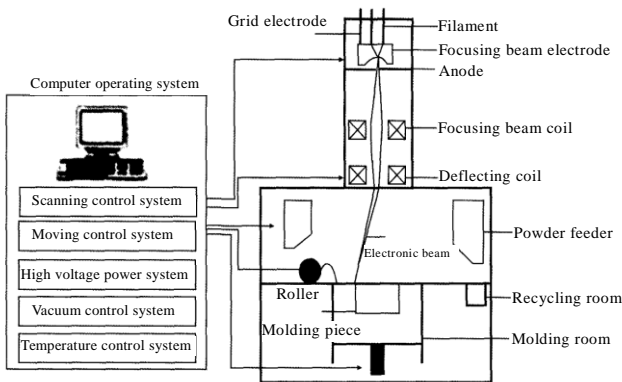 Grid electrode
Filament
Focusing beam electrode
Anode
Computer operating system
Focusing beam coil
Deflecting coil
Scanning control system
Moving control system
High voltage power system
Vacuum control system
Temperature control system
Powder feeder
Electronic beam
Roller
Recycling room
Molding piece
Molding room